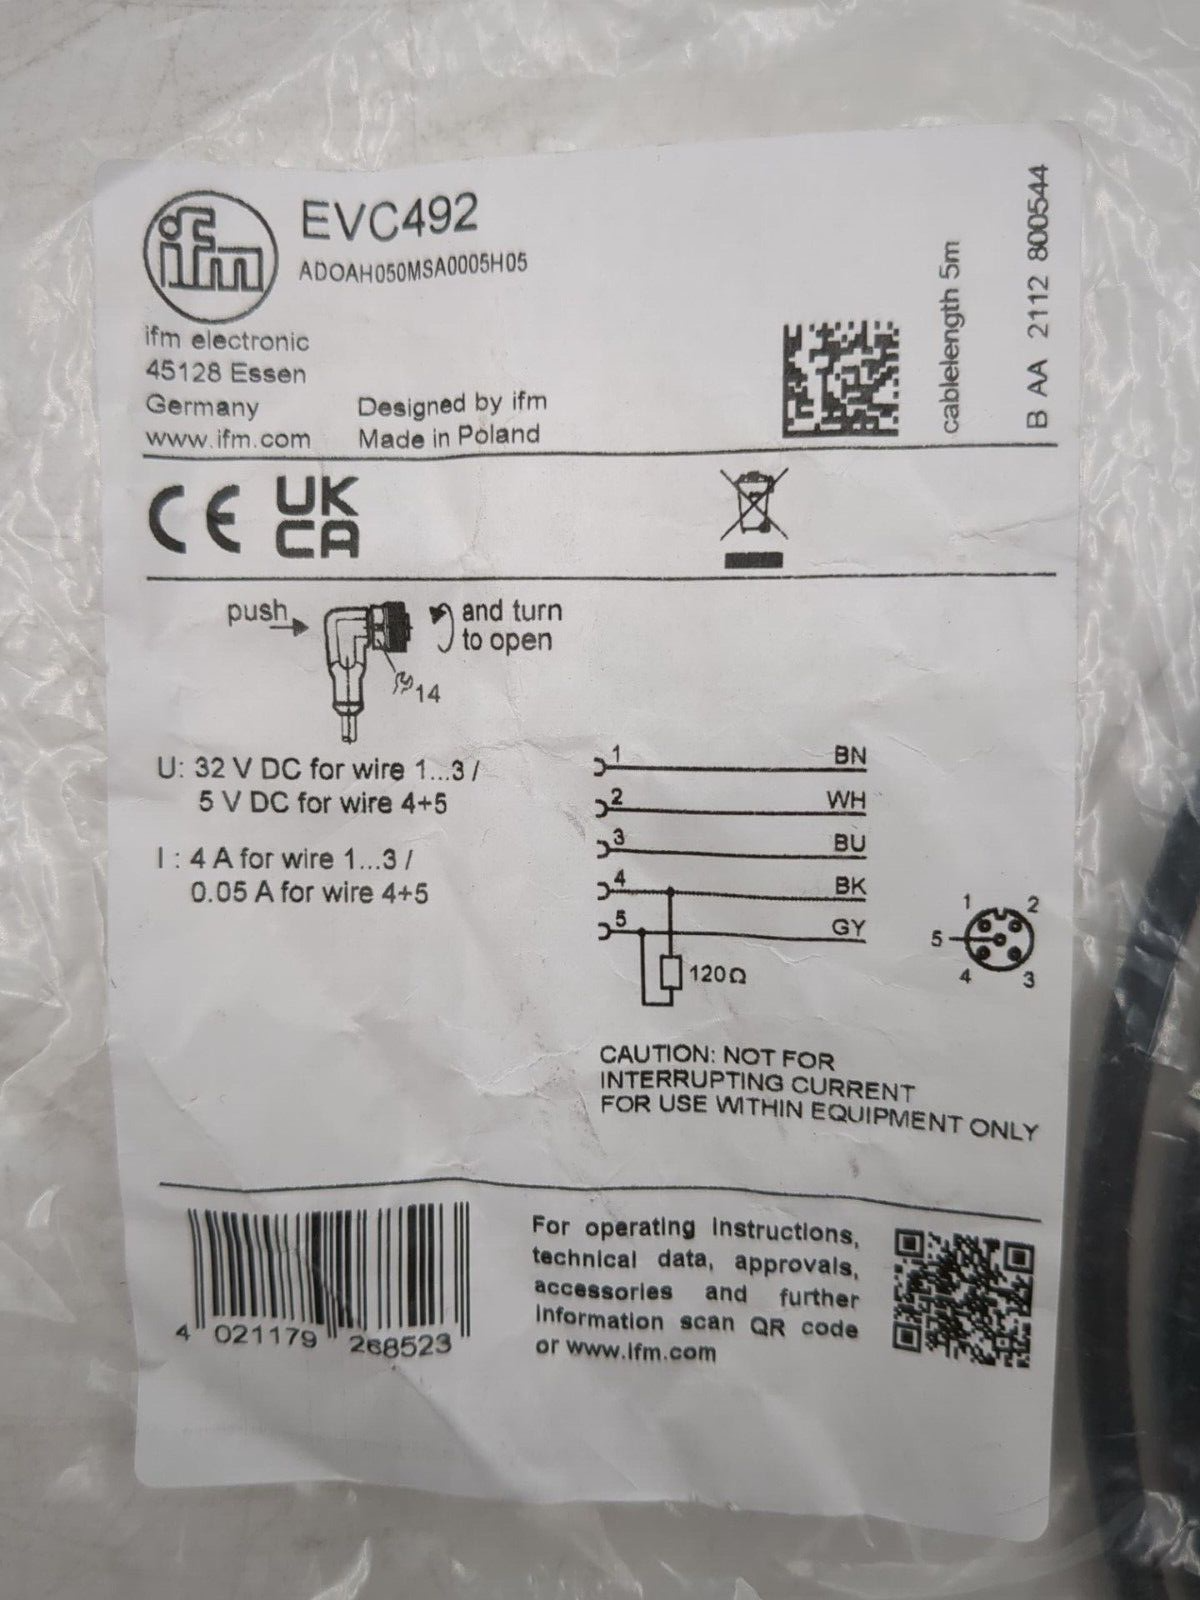 ifm
EVC492
ADOAH050MSA0005H05
ifm electronic
45128 Essen
Germany
www.ifm.com
Designed by ifm
Made in Poland
cablelength 5m
B AA 2112 800544
CE
UK
CA
push
and turn
to open
14
U: 32 V DC for wire 1...3 /
5 V DC for wire 4+5
I : 4 A for wire 1...3 /
0.05 A for wire 4+5
1 BN
2 WH
3 BU
4 BK
5 GY
120Ω
1 2
5
4 3
CAUTION: NOT FOR
INTERRUPTING CURRENT
FOR USE WITHIN EQUIPMENT ONLY
4 021179 268523
For operating instructions,
technical data, approvals,
accessories and further
information scan QR code
or www.ifm.com